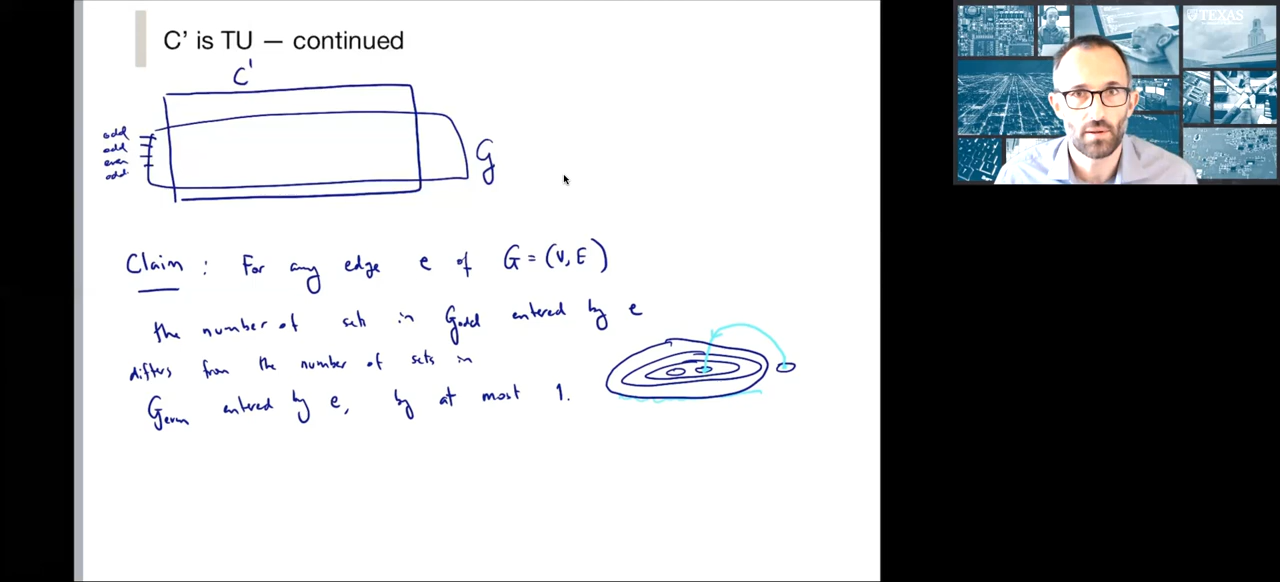 C' is TU — continued
C'
odd
odd
even
odd
G
Claim : For any edge e of G = (V, E)
the number of sets in Godd entered by e
differs from the number of sets in
Geven entered by e, by at most 1.
TEXAS